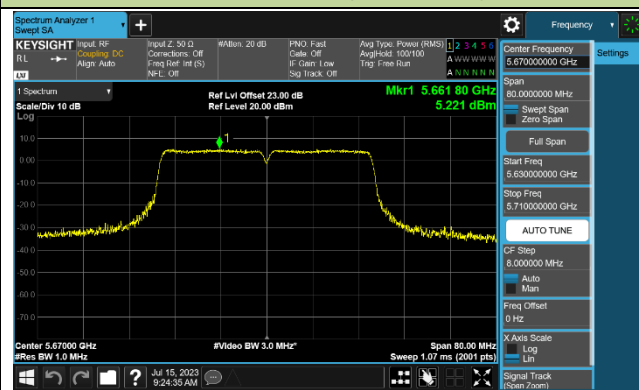 Spectrum Analyzer 1
Swept SA
Frequency
KEYSIGHT
RL
LXI
Input: RF
Coupling: DC
Align: Auto
Input Z: 50 Ω
Corrections: Off
Freq Ref: Int (S)
NFE: Off
#Atten: 20 dB
PNO: Fast
Gate: Off
IF Gain: Low
Sig Track: Off
Avg Type: Power (RMS)
Avg|Hold: 100/100
Trig: Free Run
1 2 3 4 5 6
A W W W W W
A N N N N N
1 Spectrum
Scale/Div 10 dB
Log
Ref Lvl Offset 23.00 dB
Ref Level 20.00 dBm
Mkr1 5.661 80 GHz
5.221 dBm
1
10.0
0.00
-10.0
-20.0
-30.0
-40.0
-50.0
-60.0
-70.0
Center 5.67000 GHz
#Res BW 1.0 MHz
#Video BW 3.0 MHz*
Span 80.00 MHz
Sweep 1.07 ms (2001 pts)
Center Frequency
5.670000000 GHz
Settings
Span
80.0000000 MHz
Swept Span
Zero Span
Full Span
Start Freq
5.630000000 GHz
Stop Freq
5.710000000 GHz
AUTO TUNE
CF Step
8.000000 MHz
Auto
Man
Freq Offset
0 Hz
X Axis Scale
Log
Lin
Signal Track
(Span Zoom)
Jul 15, 2023
9:24:35 AM